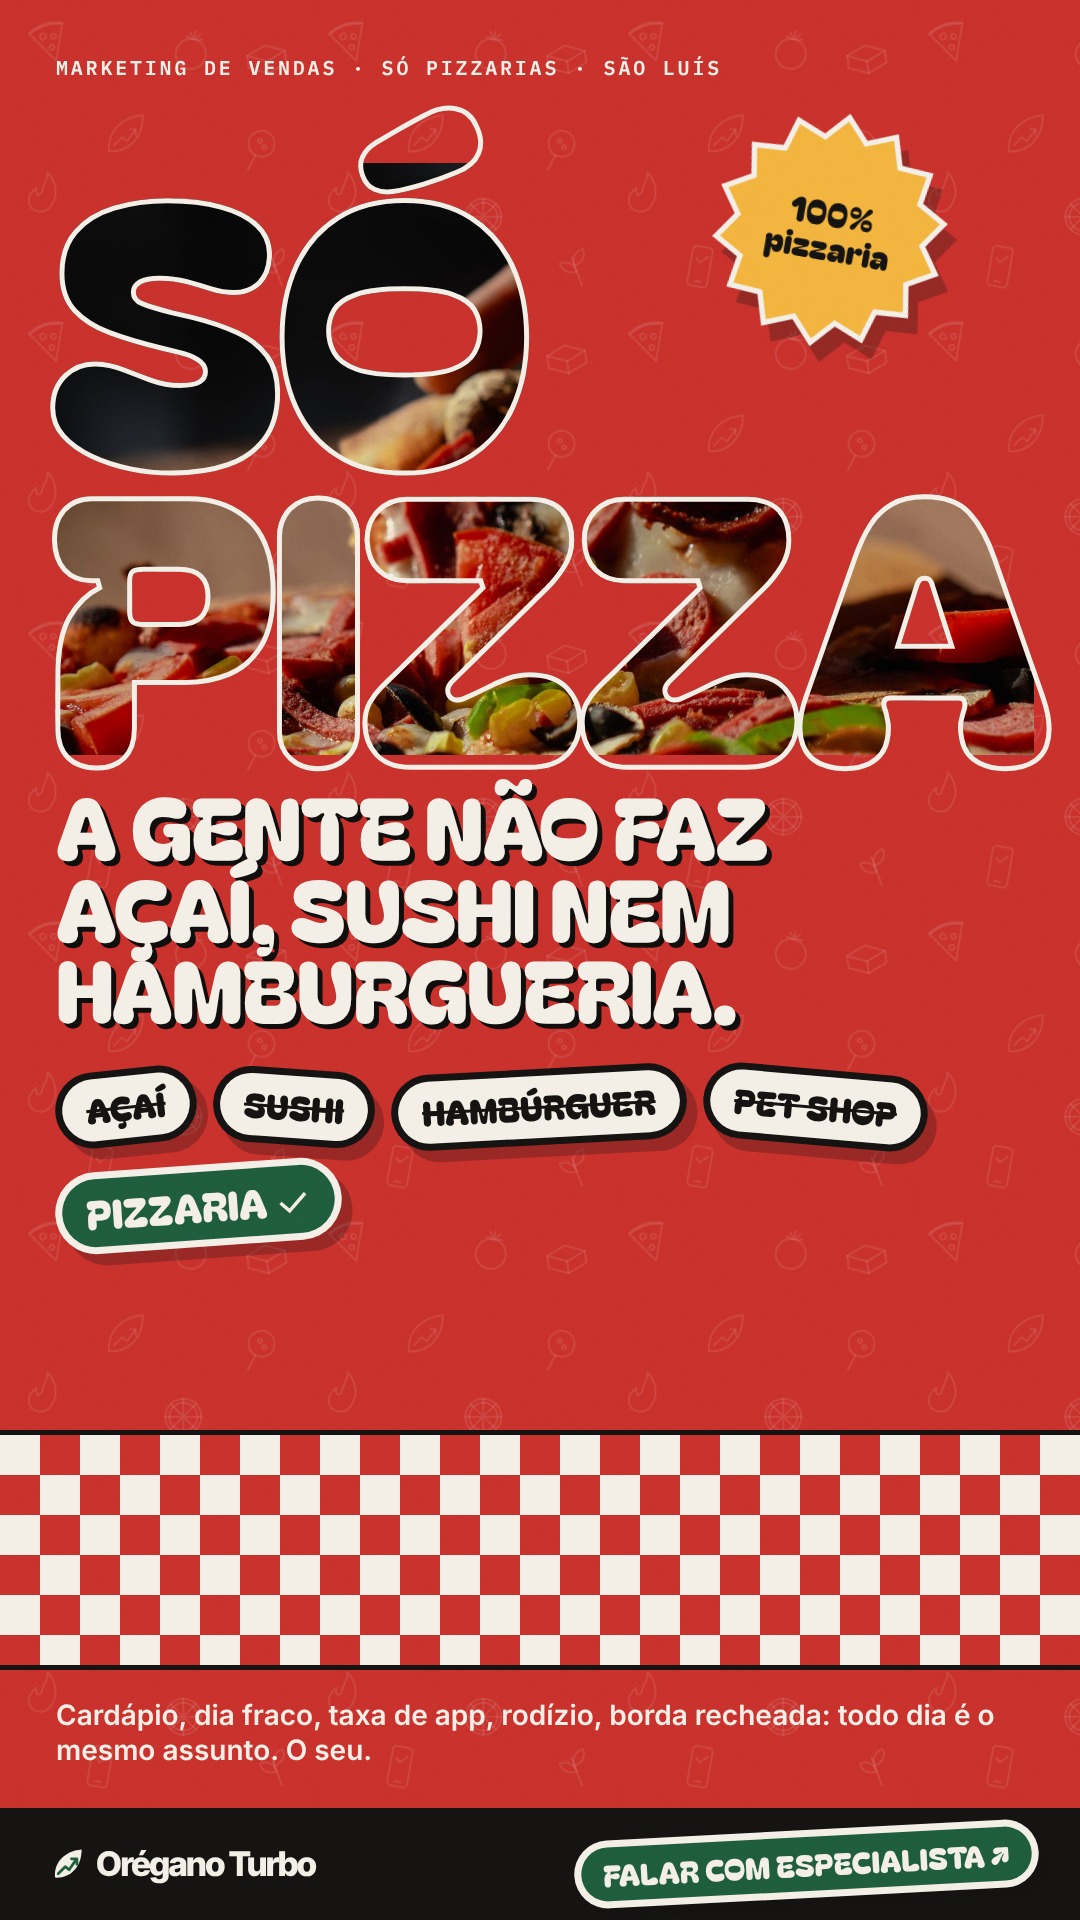 MARKETING DE VENDAS · SÓ PIZZARIAS · SÃO LUÍS
SÓ
100%
pizzaria
PIZZA
A GENTE NÃO FAZ
AÇAÍ, SUSHI NEM
HAMBURGUERIA.
AÇAÍ
SUSHI
HAMBÚRGUER
PET SHOP
PIZZARIA ✓
Cardápio, dia fraco, taxa de app, rodízio, borda recheada: todo dia é o
mesmo assunto. O seu.
Orégano Turbo
FALAR COM ESPECIALISTA ↗